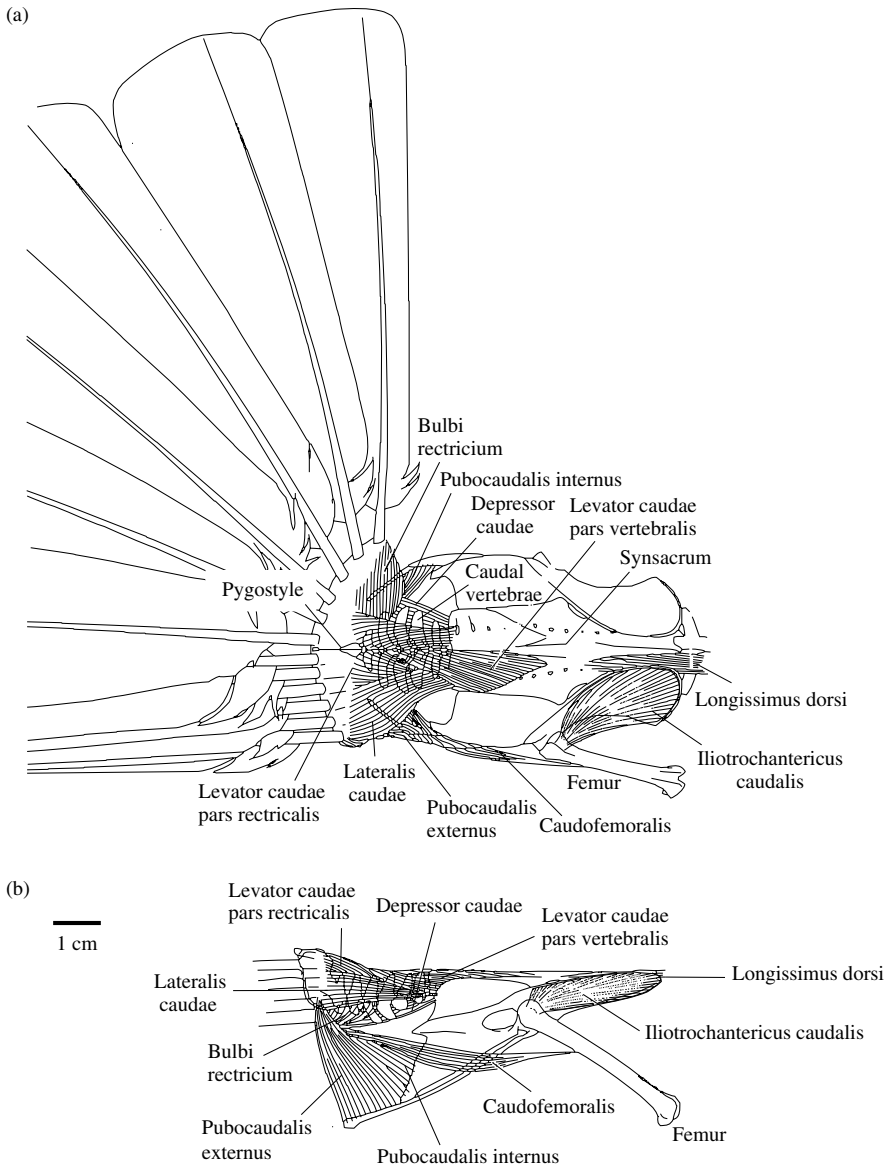 (a)
Bulbi
rectricium
Pubocaudalis internus
Depressor
caudae
Levator caudae
pars vertebralis
Synsacrum
Caudal
vertebrae
Pygostyle
Longissimus dorsi
Iliotrochantericus
caudalis
Femur
Lateralis
caudae
Levator caudae
pars rectricalis
Pubocaudalis
externus
Caudofemoralis
(b)
1 cm
Levator caudae
pars rectricalis
Depressor caudae
Levator caudae
pars vertebralis
Lateralis
caudae
Longissimus dorsi
Iliotrochantericus caudalis
Bulbi
rectricium
Caudofemoralis
Pubocaudalis
externus
Femur
Pubocaudalis internus